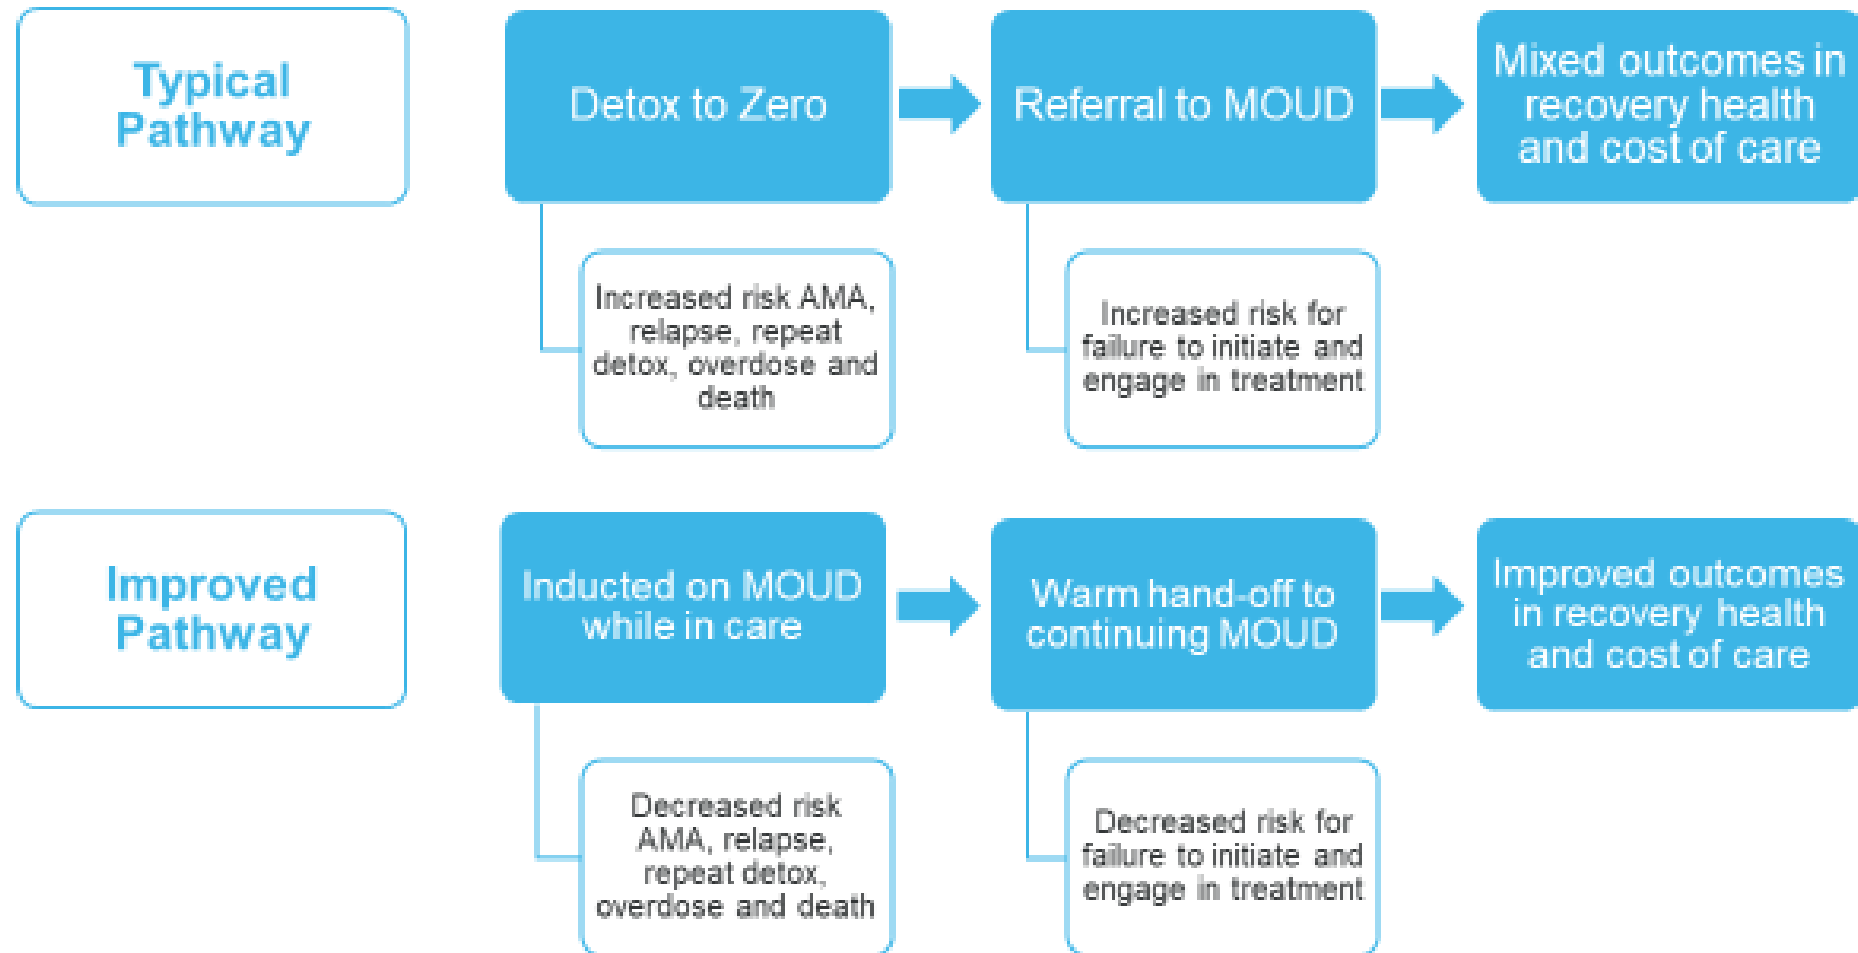 Typical
Pathway
Detox to Zero
Referral to MOUD
Mixed outcomes in
recovery health
and cost of care
Increased risk AMA,
relapse, repeat
detox, overdose and
death
Increased risk for
failure to initiate and
engage in treatment
Improved
Pathway
Inducted on MOUD
while in care
Warm hand-off to
continuing MOUD
Improved outcomes
in recovery health
and cost of care
Decreased risk
AMA, relapse,
repeat detox,
overdose and death
Decreased risk for
failure to initiate and
engage in treatment